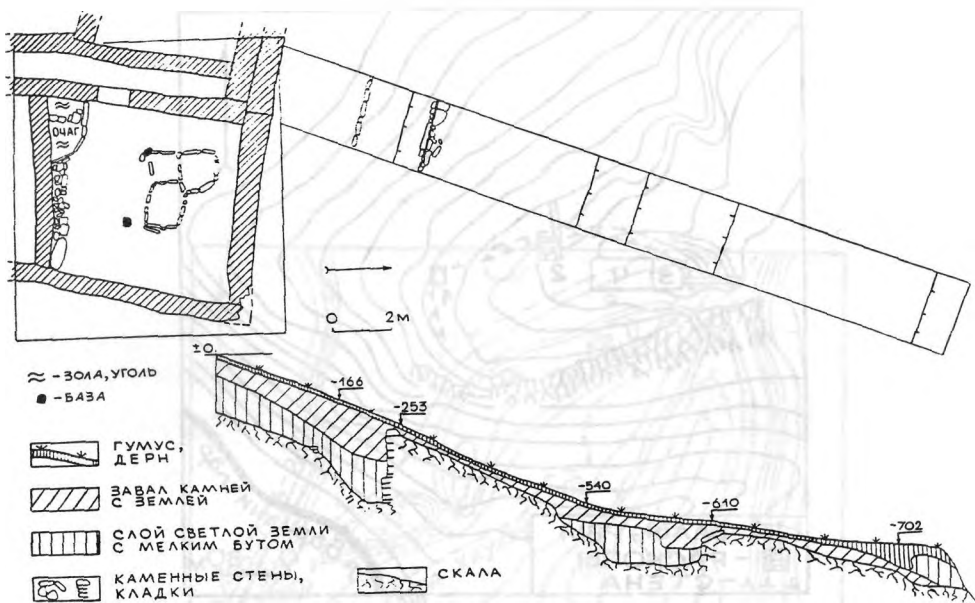 ОЧАГ
0 2м
±0.
-166
-253
-540
-610
-702
≈ -ЗОЛА, УГОЛЬ
■ -БАЗА
ГУМУС,
ДЕРН
ЗАВАЛ КАМНЕЙ
С ЗЕМЛЕЙ
СЛОЙ СВЕТЛОЙ ЗЕМЛИ
С МЕЛКИМ БУТОМ
КАМЕННЫЕ СТЕНЫ,
КЛАДКИ
СКАЛА